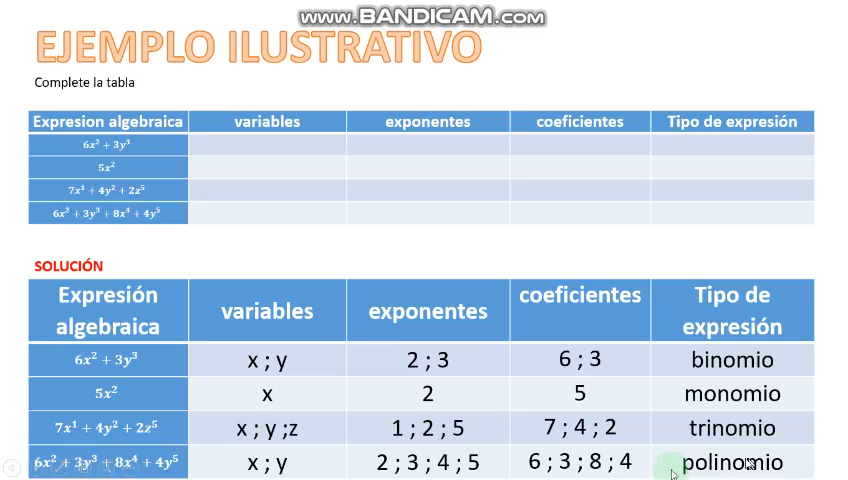 www.BANDICAM.com
EJEMPLO ILUSTRATIVO
Complete la tabla
Expresion algebraica variables exponentes coeficientes Tipo de expresión
6x² + 3y³
5x²
7x¹ + 4y² + 2z⁵
6x² + 3y³ + 8x⁴ + 4y⁵
SOLUCIÓN
Expresión algebraica variables exponentes coeficientes Tipo de expresión
6x² + 3y³ x ; y 2 ; 3 6 ; 3 binomio
5x² x 2 5 monomio
7x¹ + 4y² + 2z⁵ x ; y ;z 1 ; 2 ; 5 7 ; 4 ; 2 trinomio
6x² + 3y³ + 8x⁴ + 4y⁵ x ; y 2 ; 3 ; 4 ; 5 6 ; 3 ; 8 ; 4 polinomio